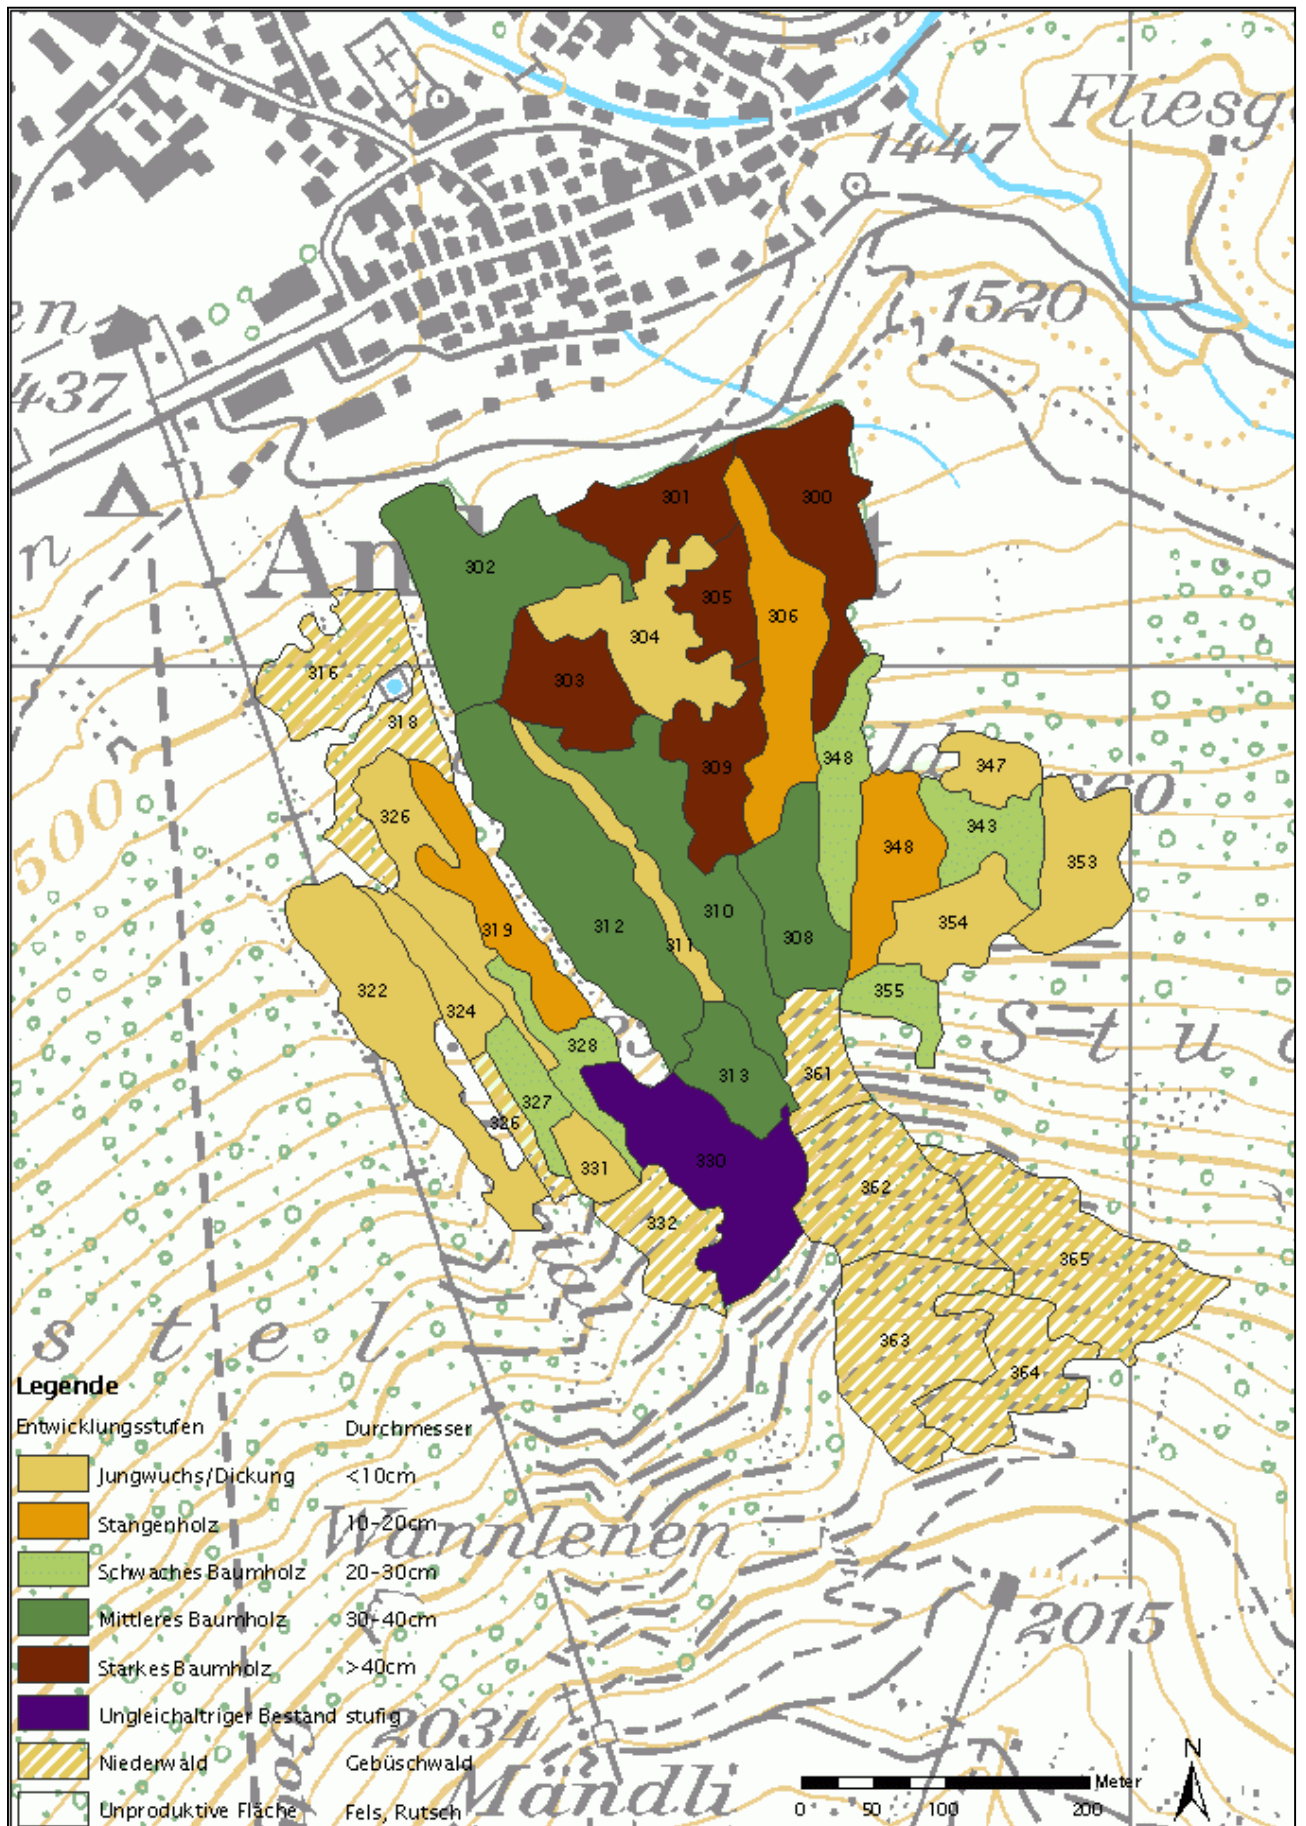 Fliesg
1447
1520
en
437
An
t
n
301
300
302
305
306
304
316
303
318
ld
348
309
347
660
326
343
348
353
500
312
310
354
319
311
308
322
355
324
S t u
328
313
361
327
326
331
330
362
332
365
363
364
s t e l
Legende
Entwicklungsstufen Durchmesser
Jungwuchs/Dickung <10cm
Stangenholz 10-20cm
Schwaches Baumholz 20-30cm
Mittleres Baumholz 30-40cm
Starkes Baumholz >40cm
Ungleichaltriger Bestand stufig
Niederwald Gebüschwald
Unproduktive Fläche Fels, Rutsch
Wannlenen
2015
2034
Mändli
N
Meter
0 50 100 200